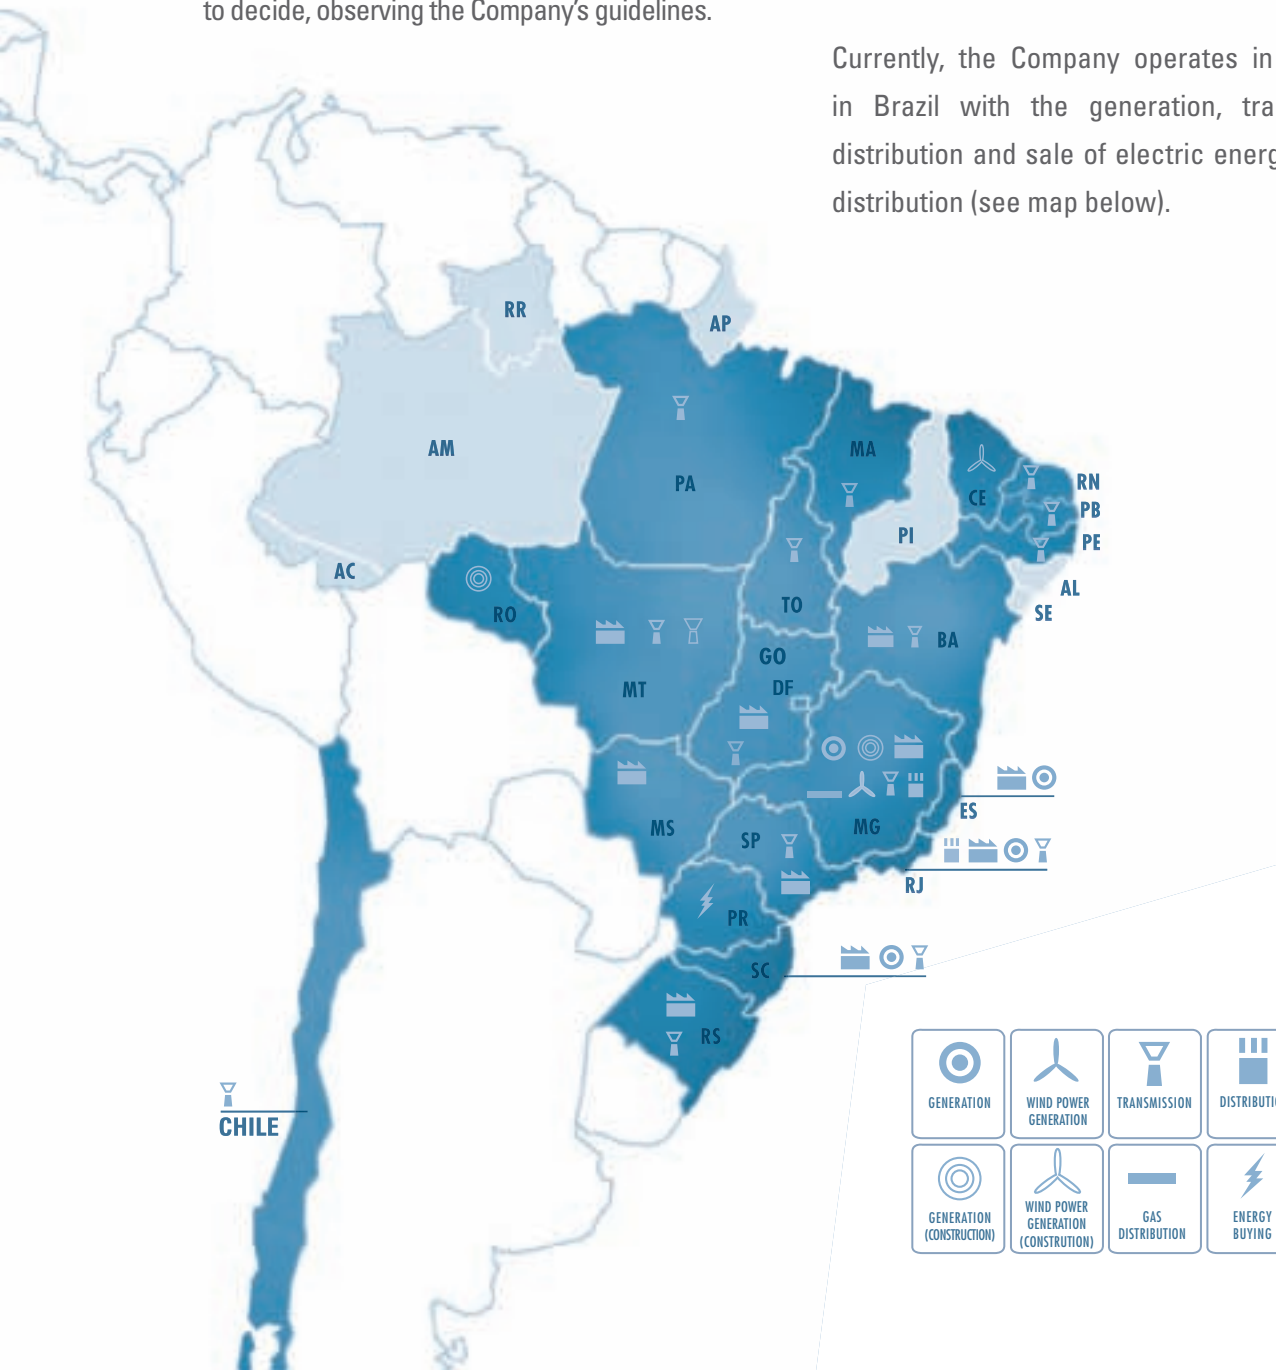 to decide, observing the Company's guidelines.
Currently, the Company operates in
in Brazil with the generation, tra
distribution and sale of electric energ
distribution (see map below).
RR
AP
AM
PA
MA
CE
RN
PB
PE
PI
AL
SE
AC
RO
TO
BA
GO
DF
MT
MS
SP
MG
ES
RJ
PR
SC
RS
CHILE
GENERATION
WIND POWER
GENERATION
TRANSMISSION
DISTRIBUTI
GENERATION
(CONSTRUCTION)
WIND POWER
GENERATION
(CONSTRUTION)
GAS
DISTRIBUTION
ENERGY
BUYING